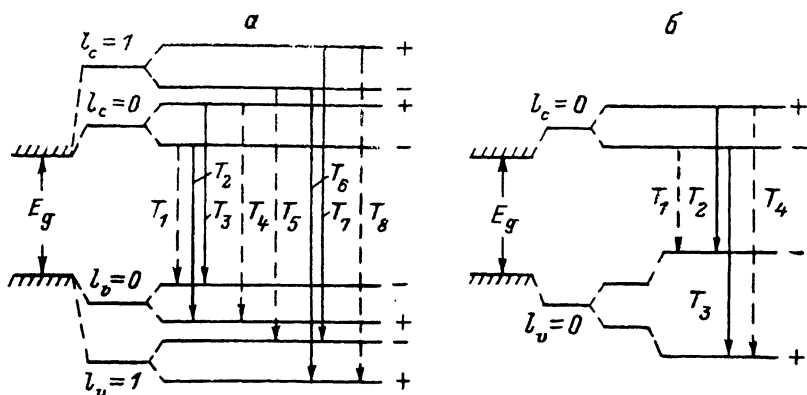 а
l_c=1
+
−
l_c=0
+
−
E_g
T_1
T_2
T_3
T_4
T_5
T_6
T_7
T_8
l_v=0
−
+
−
l_v=1
+
б
l_c=0
+
−
E_g
T_1
T_2
T_4
−
l_v=0
T_3
+